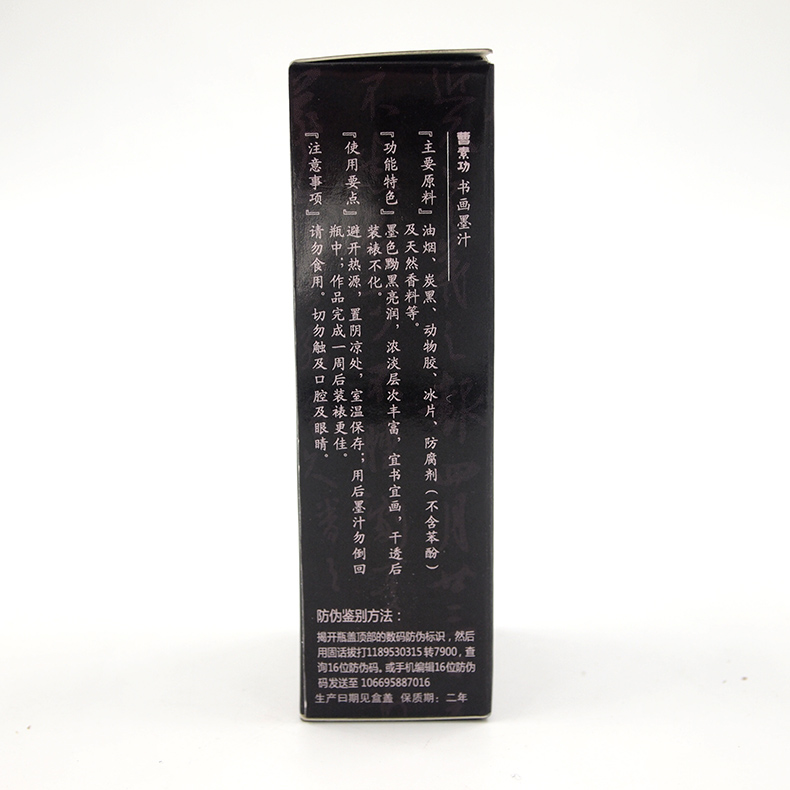 曹素功 书画墨汁
『主要原料』油烟、炭黑、动物胶、冰片、防腐剂（不含苯酚）
及天然香料等。
『功能特色』墨色黝黑亮润，浓淡层次丰富，宜书宜画，干透后
装裱不化。
『使用要点』避开热源，置阴凉处，室温保存；用后墨汁勿倒回
瓶中；作品完成一周后装裱更佳。
『注意事项』请勿食用。切勿触及口腔及眼睛。
防伪鉴别方法：
揭开瓶盖顶部的数码防伪标识，然后
用固话拔打1189530315转7900，查
询16位防伪码。或手机编辑16位防伪
码发送至 106695887016
生产日期见盒盖 保质期：二年